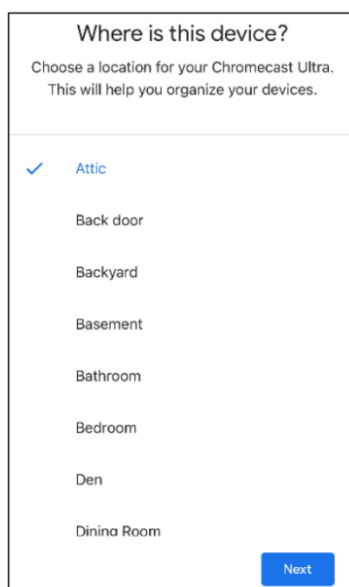 Where is this device?
Choose a location for your Chromecast Ultra.
This will help you organize your devices.
Attic
Back door
Backyard
Basement
Bathroom
Bedroom
Den
Dining Room
Next